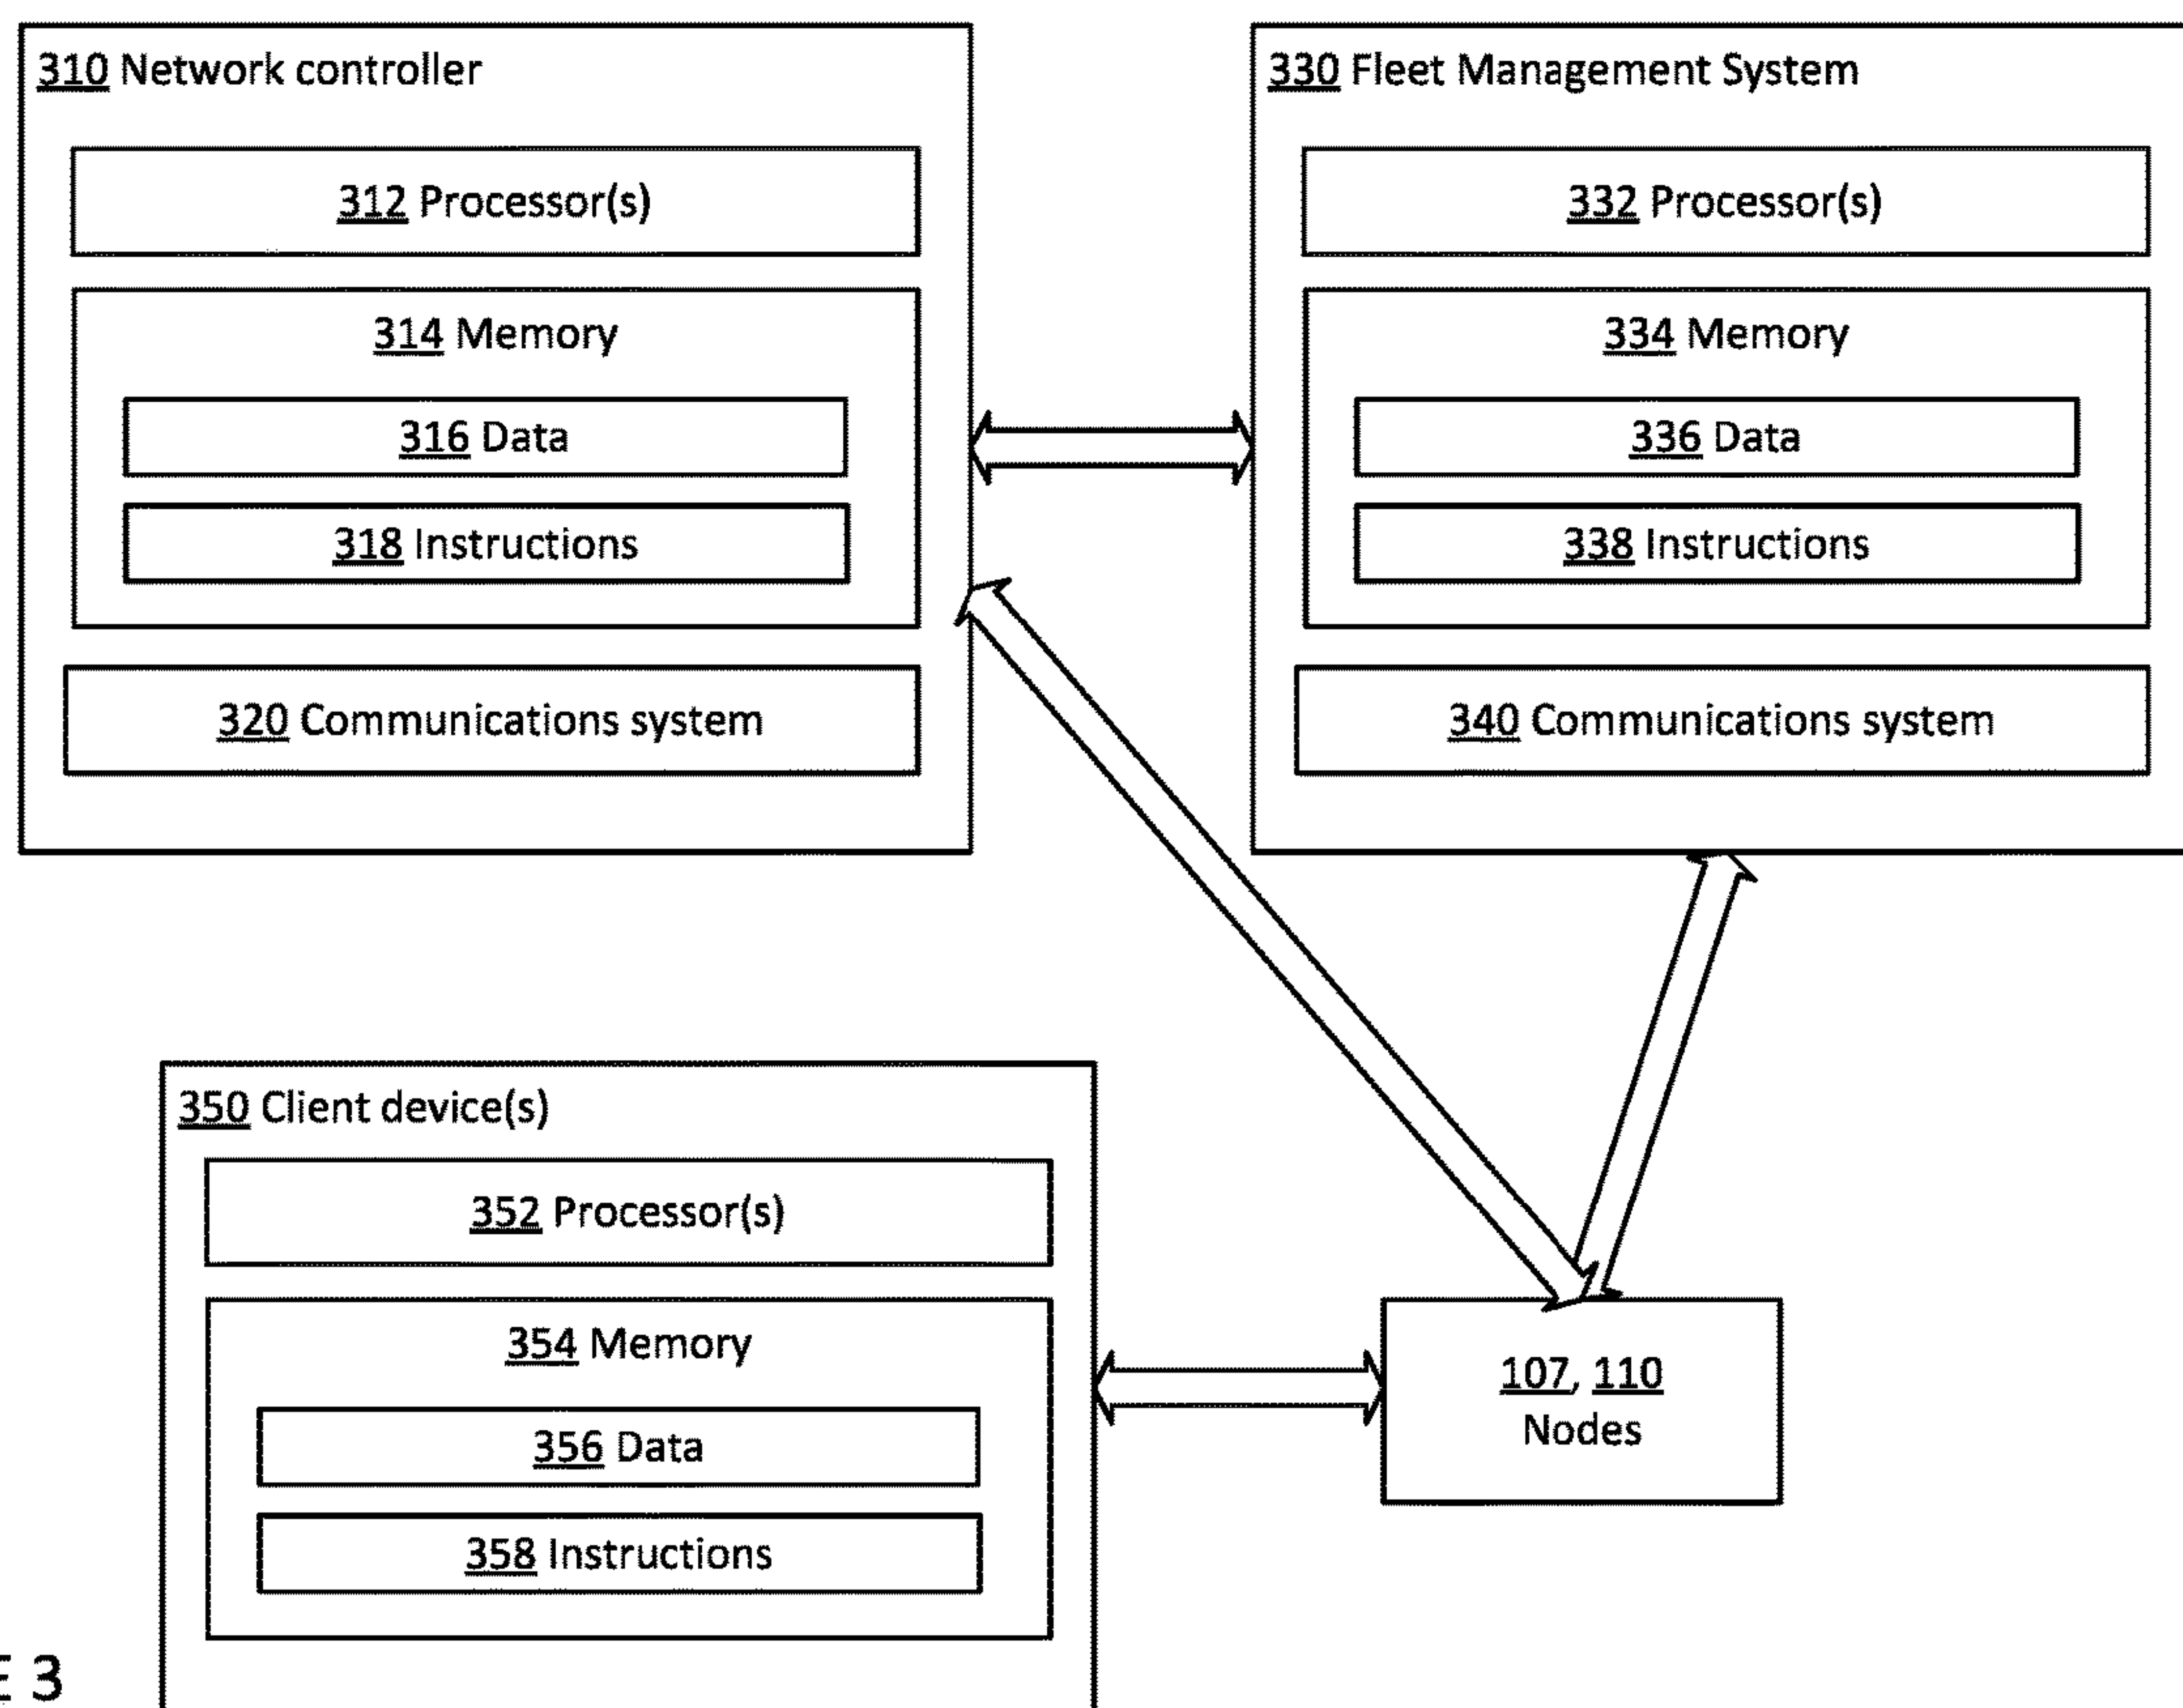 310 Network controller
312 Processor(s)
314 Memory
316 Data
318 Instructions
320 Communications system
330 Fleet Management System
332 Processor(s)
334 Memory
336 Data
338 Instructions
340 Communications system
350 Client device(s)
352 Processor(s)
354 Memory
356 Data
358 Instructions
107, 110
Nodes
E 3